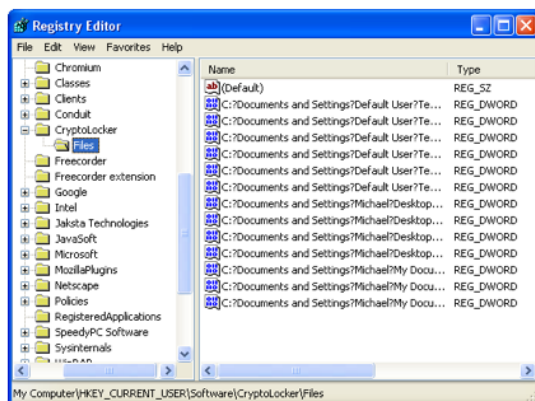 Registry Editor
File Edit View Favorites Help
Chromium
Classes
Clients
Conduit
CryptoLocker
Files
Freecorder
Freecorder extension
Google
Intel
Jaksta Technologies
JavaSoft
Microsoft
MozillaPlugins
Netscape
Policies
RegisteredApplications
SpeedyPC Software
Sysinternals
WinRAR
Name Type
(Default) REG_SZ
C:?Documents and Settings?Default User?Te... REG_DWORD
C:?Documents and Settings?Default User?Te... REG_DWORD
C:?Documents and Settings?Default User?Te... REG_DWORD
C:?Documents and Settings?Default User?Te... REG_DWORD
C:?Documents and Settings?Default User?Te... REG_DWORD
C:?Documents and Settings?Default User?Te... REG_DWORD
C:?Documents and Settings?Michael?Desktop... REG_DWORD
C:?Documents and Settings?Michael?Desktop... REG_DWORD
C:?Documents and Settings?Michael?Desktop... REG_DWORD
C:?Documents and Settings?Michael?Desktop... REG_DWORD
C:?Documents and Settings?Michael?My Docu... REG_DWORD
C:?Documents and Settings?Michael?My Docu... REG_DWORD
C:?Documents and Settings?Michael?My Docu... REG_DWORD
My Computer\HKEY_CURRENT_USER\Software\CryptoLocker\Files